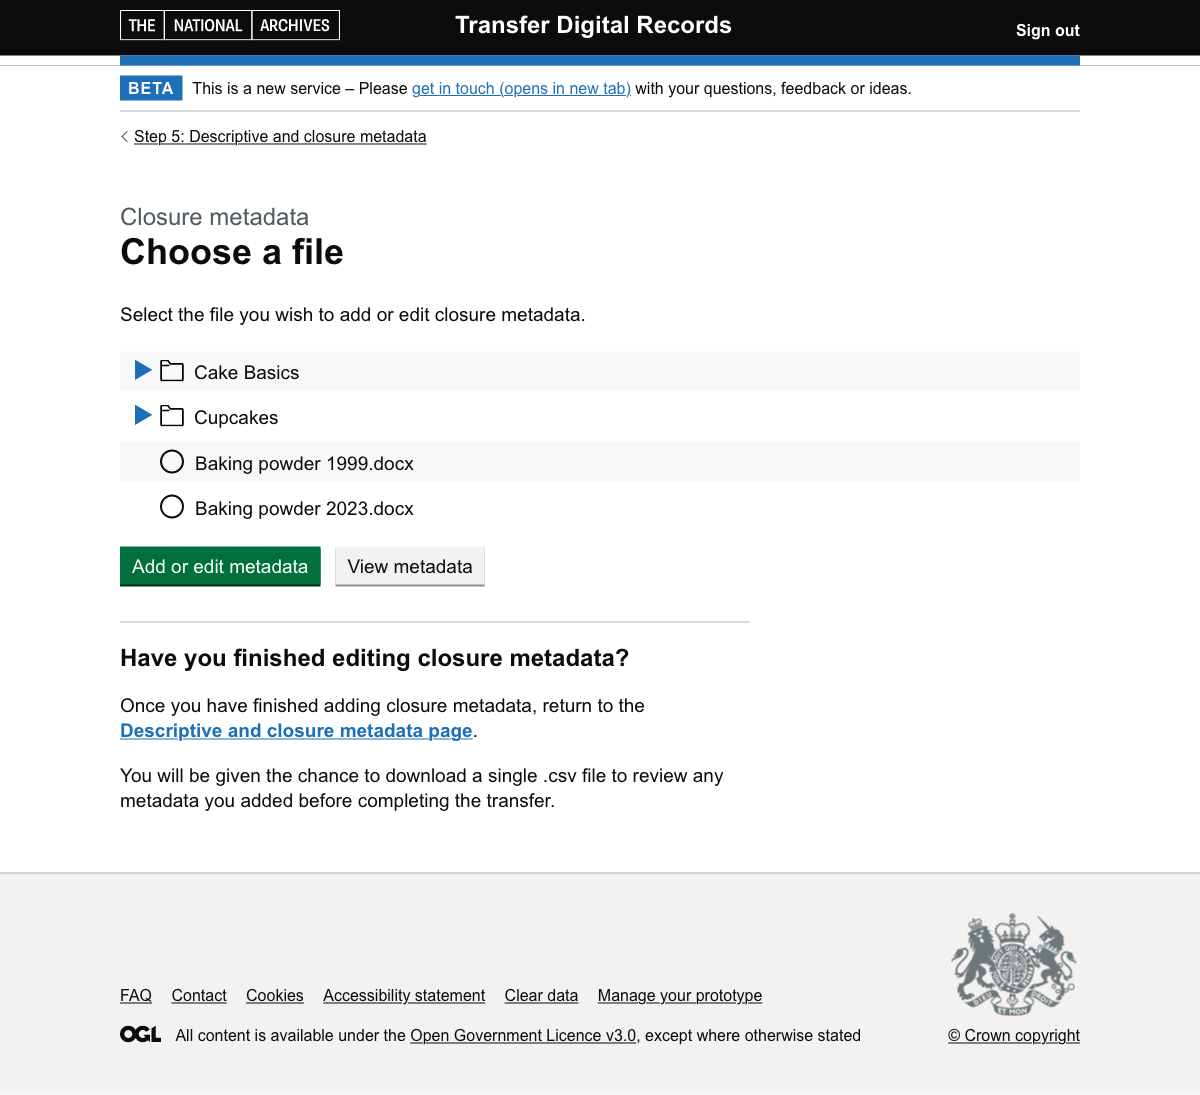 THE NATIONAL ARCHIVES
Transfer Digital Records
Sign out
BETA This is a new service – Please get in touch (opens in new tab) with your questions, feedback or ideas.
Step 5: Descriptive and closure metadata
Closure metadata
Choose a file
Select the file you wish to add or edit closure metadata.
Cake Basics
Cupcakes
Baking powder 1999.docx
Baking powder 2023.docx
Add or edit metadata View metadata
Have you finished editing closure metadata?
Once you have finished adding closure metadata, return to the
Descriptive and closure metadata page.
You will be given the chance to download a single .csv file to review any
metadata you added before completing the transfer.
FAQ Contact Cookies Accessibility statement Clear data Manage your prototype
OGL All content is available under the Open Government Licence v3.0, except where otherwise stated
© Crown copyright